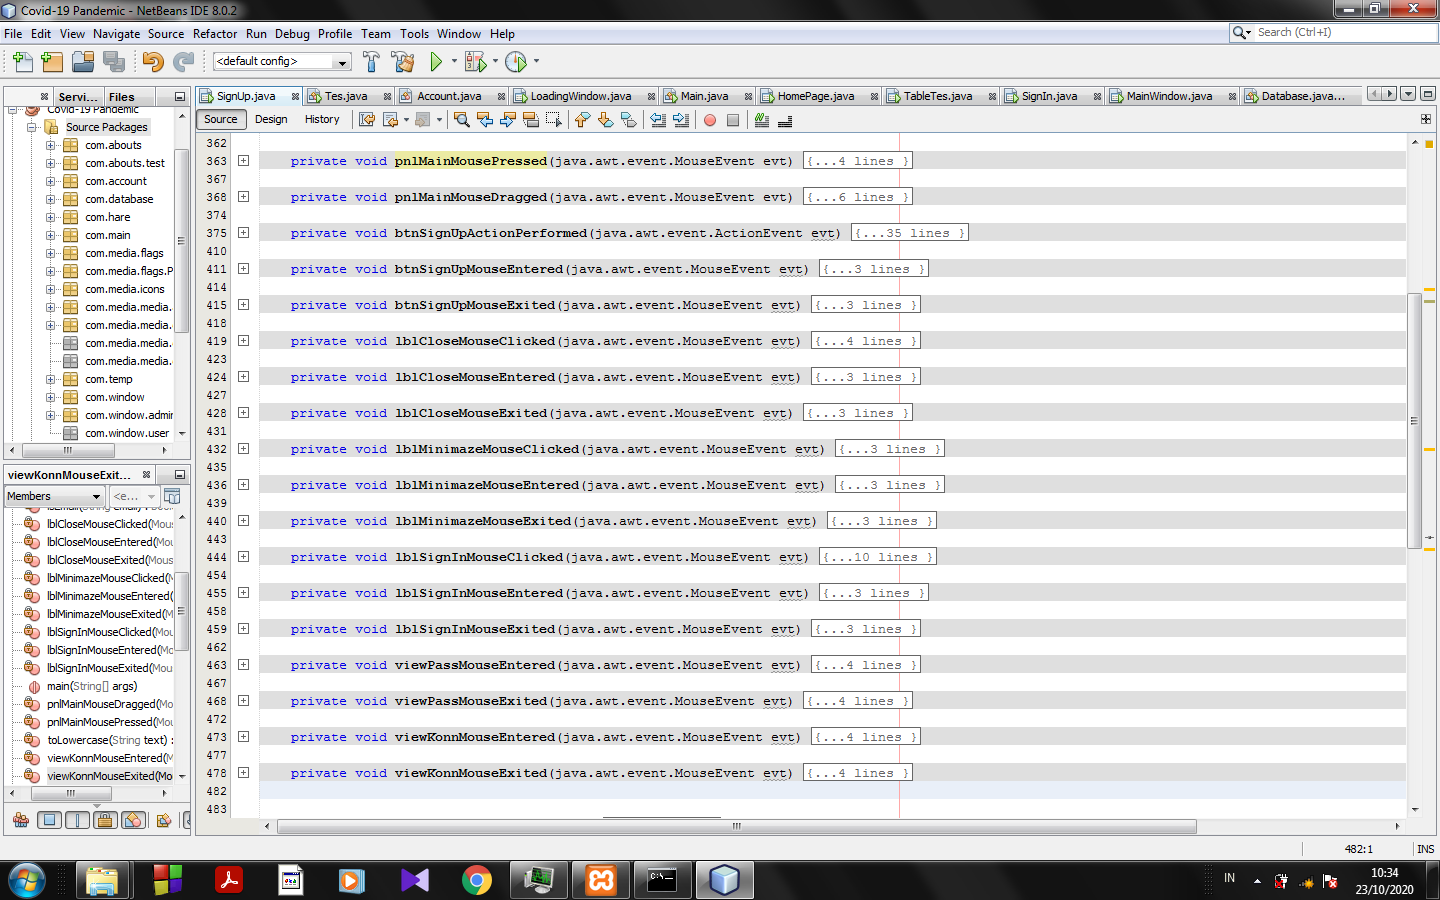 Covid-19 Pandemic - NetBeans IDE 8.0.2
File Edit View Navigate Source Refactor Run Debug Profile Team Tools Window Help
Search (Ctrl+I)
<default config>
Servi... Files
SignUp.java Tes.java Account.java LoadingWindow.java Main.java HomePage.java TableTes.java SignIn.java MainWindow.java Database.java...
Source Design History
Covid-19 Pandemic
Source Packages
com.abouts
com.abouts.test
com.account
com.database
com.hare
com.main
com.media.flags
com.media.flags.P
com.media.icons
com.media.media.
com.media.media.
com.media.media.
com.media.media.
com.temp
com.window
com.window.admin
com.window.user
viewKonnMouseExit...
Members
<e...
lblCloseMouseClicked(Mous
lblCloseMouseEntered(Mou
lblCloseMouseExited(Mous
lblMinimazeMouseClicked(M
lblMinimazeMouseEntered(
lblMinimazeMouseExited(M
lblSignInMouseClicked(Mou
lblSignInMouseEntered(Mo
lblSignInMouseExited(Mous
main(String[] args)
pnlMainMouseDragged(Mou
pnlMainMousePressed(Mou
toLowercase(String text) :
viewKonnMouseEntered(M
viewKonnMouseExited(Mo
362
363 private void pnlMainMousePressed(java.awt.event.MouseEvent evt) {...4 lines }
367
368 private void pnlMainMouseDragged(java.awt.event.MouseEvent evt) {...6 lines }
374
375 private void btnSignUpActionPerformed(java.awt.event.ActionEvent evt) {...35 lines }
410
411 private void btnSignUpMouseEntered(java.awt.event.MouseEvent evt) {...3 lines }
414
415 private void btnSignUpMouseExited(java.awt.event.MouseEvent evt) {...3 lines }
418
419 private void lblCloseMouseClicked(java.awt.event.MouseEvent evt) {...4 lines }
423
424 private void lblCloseMouseEntered(java.awt.event.MouseEvent evt) {...3 lines }
427
428 private void lblCloseMouseExited(java.awt.event.MouseEvent evt) {...3 lines }
431
432 private void lblMinimazeMouseClicked(java.awt.event.MouseEvent evt) {...3 lines }
435
436 private void lblMinimazeMouseEntered(java.awt.event.MouseEvent evt) {...3 lines }
439
440 private void lblMinimazeMouseExited(java.awt.event.MouseEvent evt) {...3 lines }
443
444 private void lblSignInMouseClicked(java.awt.event.MouseEvent evt) {...10 lines }
454
455 private void lblSignInMouseEntered(java.awt.event.MouseEvent evt) {...3 lines }
458
459 private void lblSignInMouseExited(java.awt.event.MouseEvent evt) {...3 lines }
462
463 private void viewPassMouseEntered(java.awt.event.MouseEvent evt) {...4 lines }
467
468 private void viewPassMouseExited(java.awt.event.MouseEvent evt) {...4 lines }
472
473 private void viewKonnMouseEntered(java.awt.event.MouseEvent evt) {...4 lines }
477
478 private void viewKonnMouseExited(java.awt.event.MouseEvent evt) {...4 lines }
482
483
482:1 INS
IN
10:34
23/10/2020